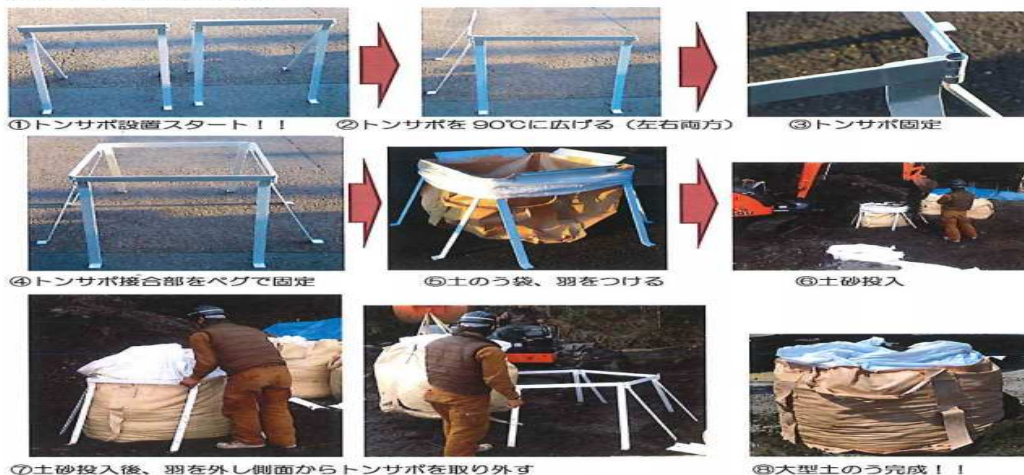 ①トンサポ設置スタート！！
②トンサポを90℃に広げる（左右両方）
③トンサポ固定
④トンサポ接合部をペグで固定
⑤土のう袋、羽をつける
⑥土砂投入
⑦土砂投入後、羽を外し側面からトンサポを取り外す
⑧大型土のう完成！！